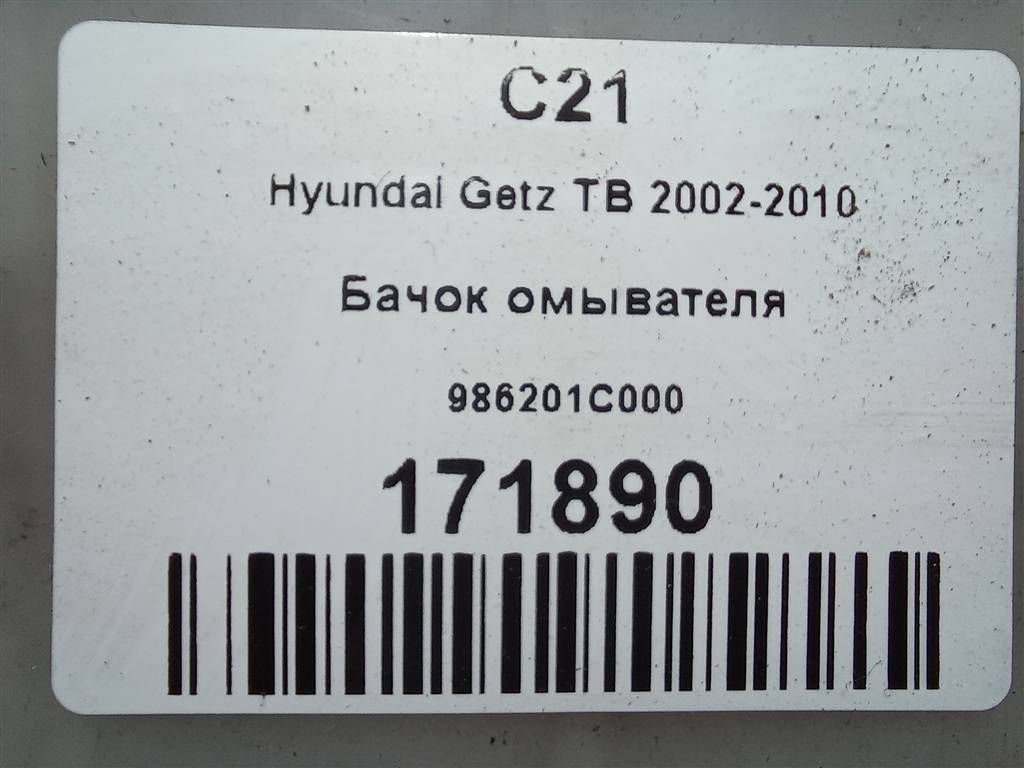 C21
Hyundai Getz TB 2002-2010
Бачок омывателя
986201C000
171890